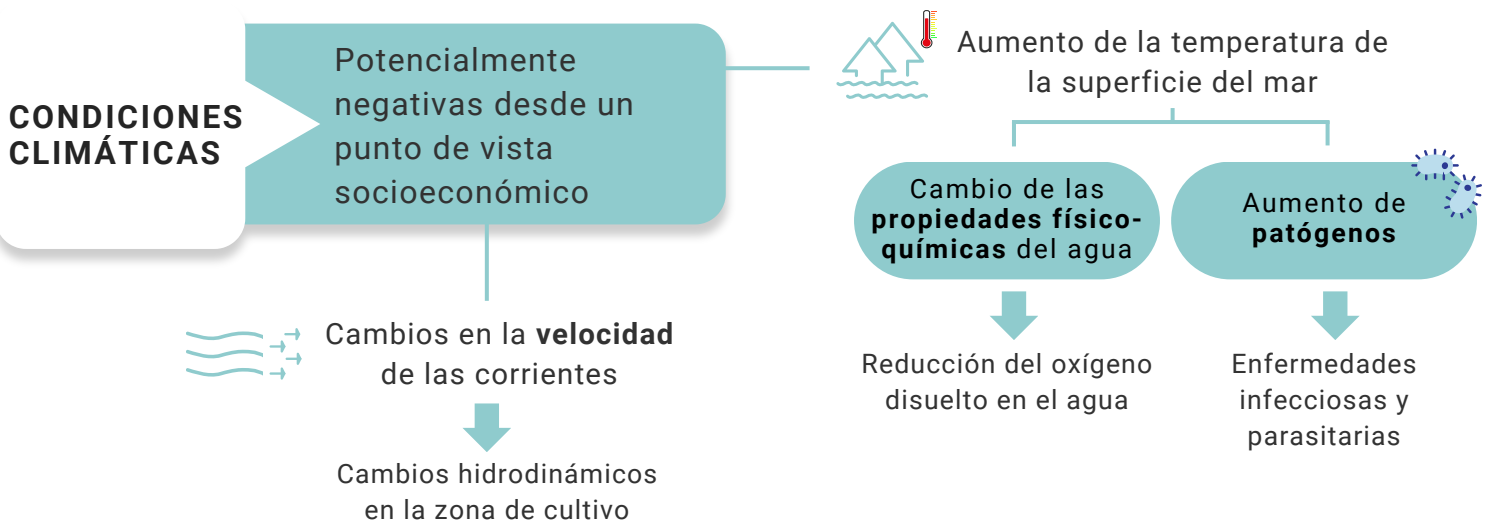 CONDICIONES
CLIMÁTICAS
Potencialmente
negativas desde un
punto de vista
socioeconómico
Aumento de la temperatura de
la superficie del mar
Cambio de las
propiedades físico-
químicas del agua
Aumento de
patógenos
Reducción del oxígeno
disuelto en el agua
Enfermedades
infecciosas y
parasitarias
Cambios en la velocidad
de las corrientes
Cambios hidrodinámicos
en la zona de cultivo